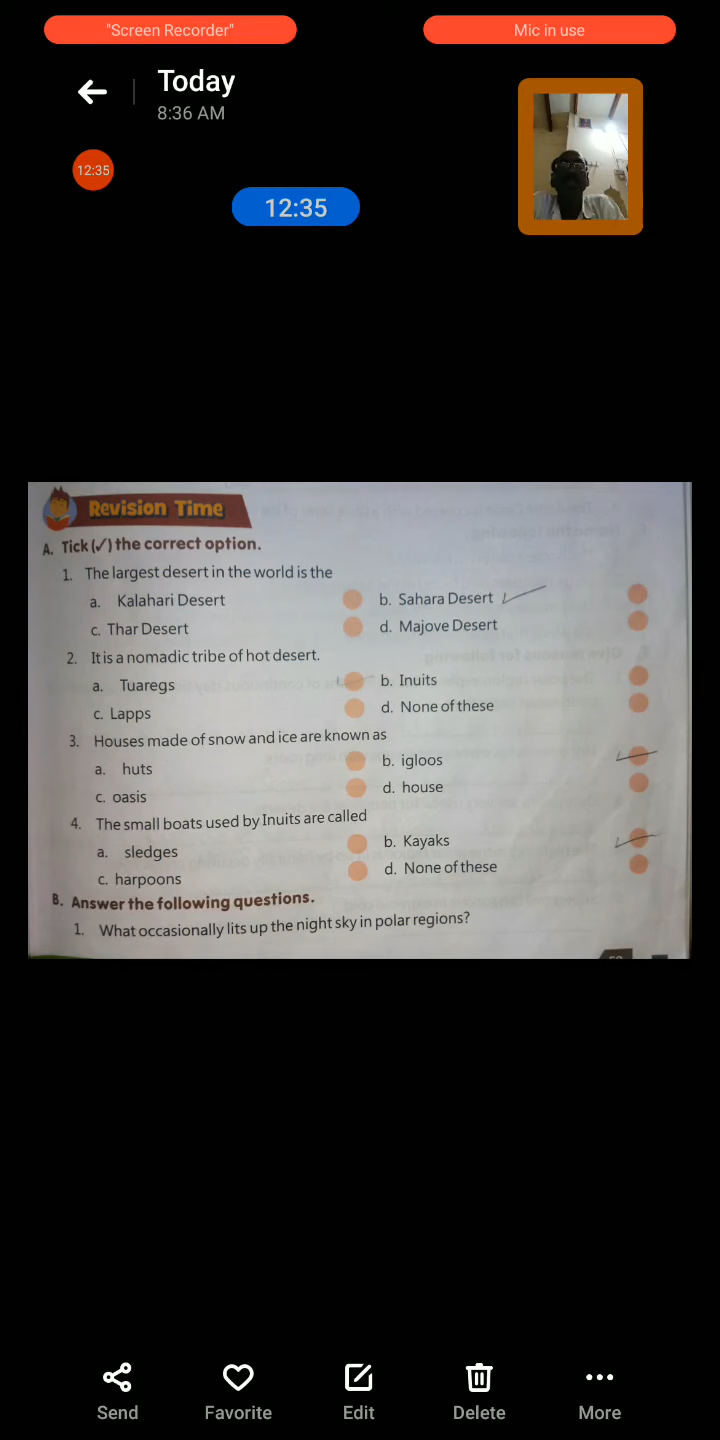 "Screen Recorder"
Mic in use
Today
8:36 AM
12:35
12:35
Revision Time
A. Tick (✓) the correct option.
1. The largest desert in the world is the
a. Kalahari Desert b. Sahara Desert
c. Thar Desert d. Majove Desert
2. It is a nomadic tribe of hot desert.
a. Tuaregs b. Inuits
c. Lapps d. None of these
3. Houses made of snow and ice are known as
a. huts b. igloos
c. oasis d. house
4. The small boats used by Inuits are called
a. sledges b. Kayaks
c. harpoons d. None of these
B. Answer the following questions.
1. What occasionally lits up the night sky in polar regions?
Send Favorite Edit Delete More